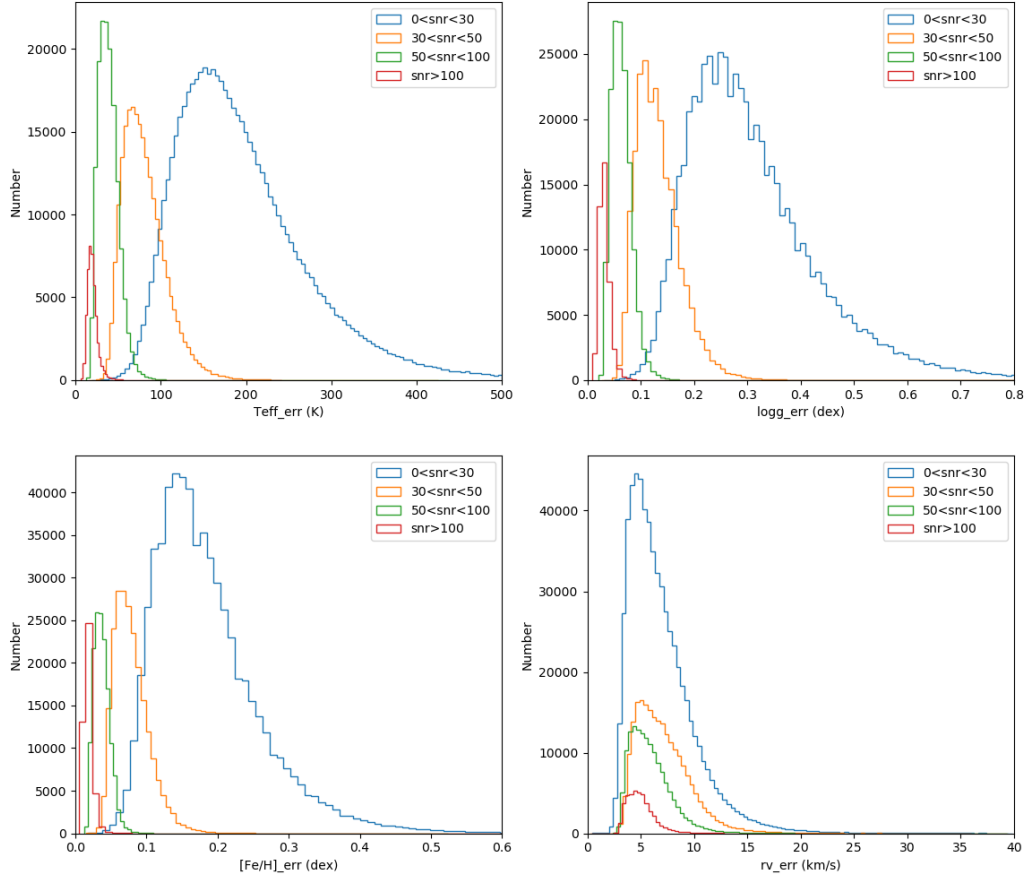 0<snr<30
30<snr<50
50<snr<100
snr>100
Number
20000
15000
10000
5000
0
0 100 200 300 400 500
Teff_err (K)
0<snr<30
30<snr<50
50<snr<100
snr>100
Number
25000
20000
15000
10000
5000
0
0.0 0.1 0.2 0.3 0.4 0.5 0.6 0.7 0.8
logg_err (dex)
0<snr<30
30<snr<50
50<snr<100
snr>100
Number
40000
35000
30000
25000
20000
15000
10000
5000
0
0.0 0.1 0.2 0.3 0.4 0.5 0.6
[Fe/H]_err (dex)
0<snr<30
30<snr<50
50<snr<100
snr>100
Number
40000
30000
20000
10000
0
0 5 10 15 20 25 30 35 40
rv_err (km/s)